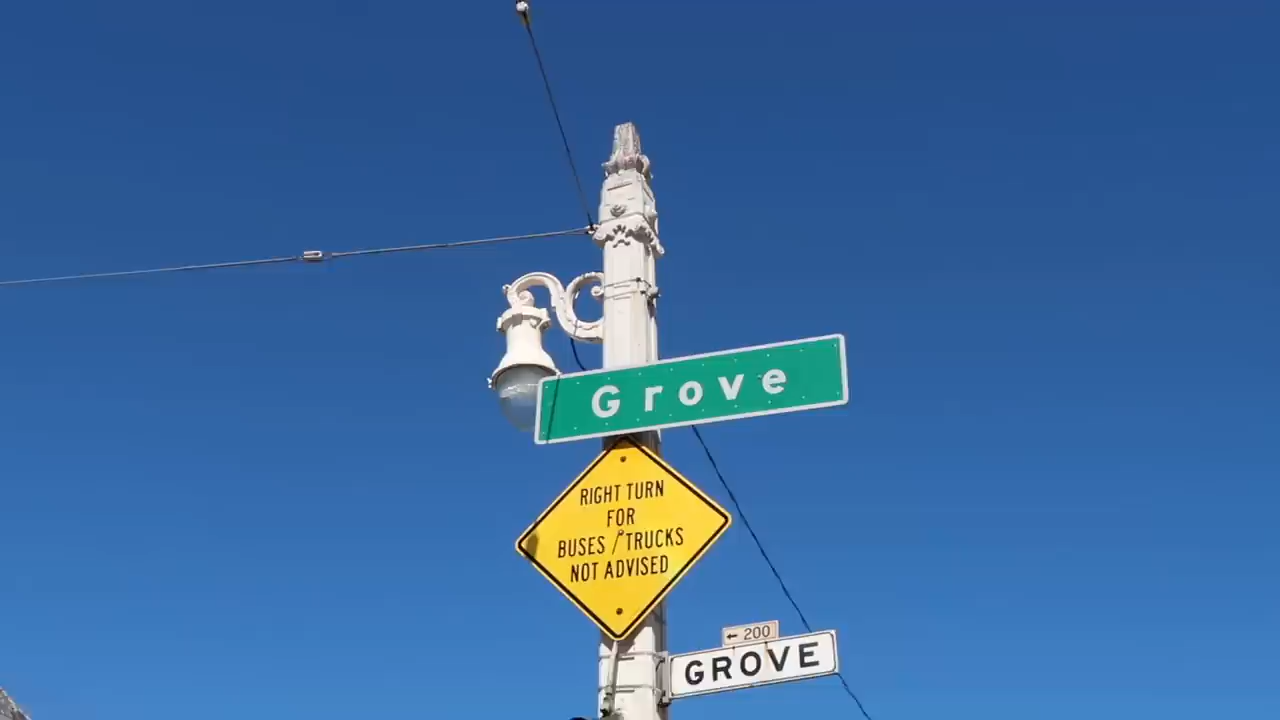 Grove
RIGHT TURN
FOR
BUSES / TRUCKS
NOT ADVISED
← 200
GROVE